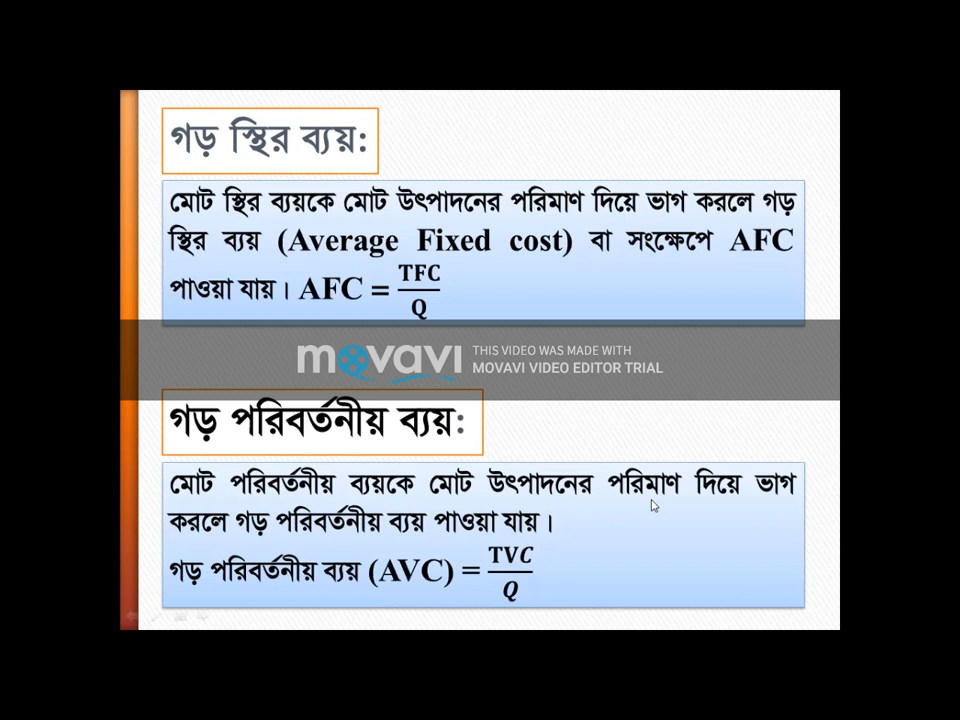 গড় স্থির ব্যয়:
মোট স্থির ব্যয়কে মোট উৎপাদনের পরিমাণ দিয়ে ভাগ করলে গড়
স্থির ব্যয় (Average Fixed cost) বা সংক্ষেপে AFC
পাওয়া যায়। AFC = TFC/Q
movavi THIS VIDEO WAS MADE WITH
MOVAVI VIDEO EDITOR TRIAL
গড় পরিবর্তনীয় ব্যয়:
মোট পরিবর্তনীয় ব্যয়কে মোট উৎপাদনের পরিমাণ দিয়ে ভাগ
করলে গড় পরিবর্তনীয় ব্যয় পাওয়া যায়।
গড় পরিবর্তনীয় ব্যয় (AVC) = TVC/Q